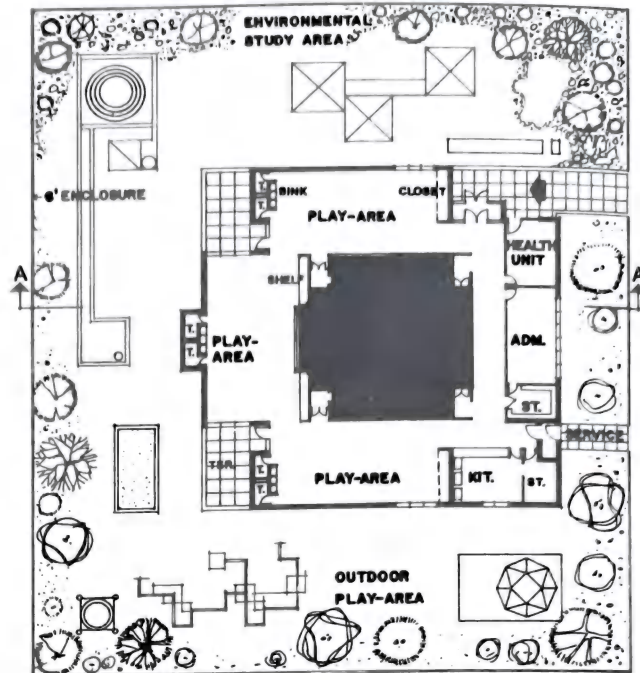 ENVIRONMENTAL
STUDY AREA
6' ENCLOSURE
T.
T.
SINK
CLOSET
PLAY-AREA
HEALTH
UNIT
SHELF
A
A
T.
T.
PLAY-
AREA
ADM.
ST.
SERVICE
TER.
T.
T.
PLAY-AREA
KIT.
ST.
OUTDOOR
PLAY-AREA